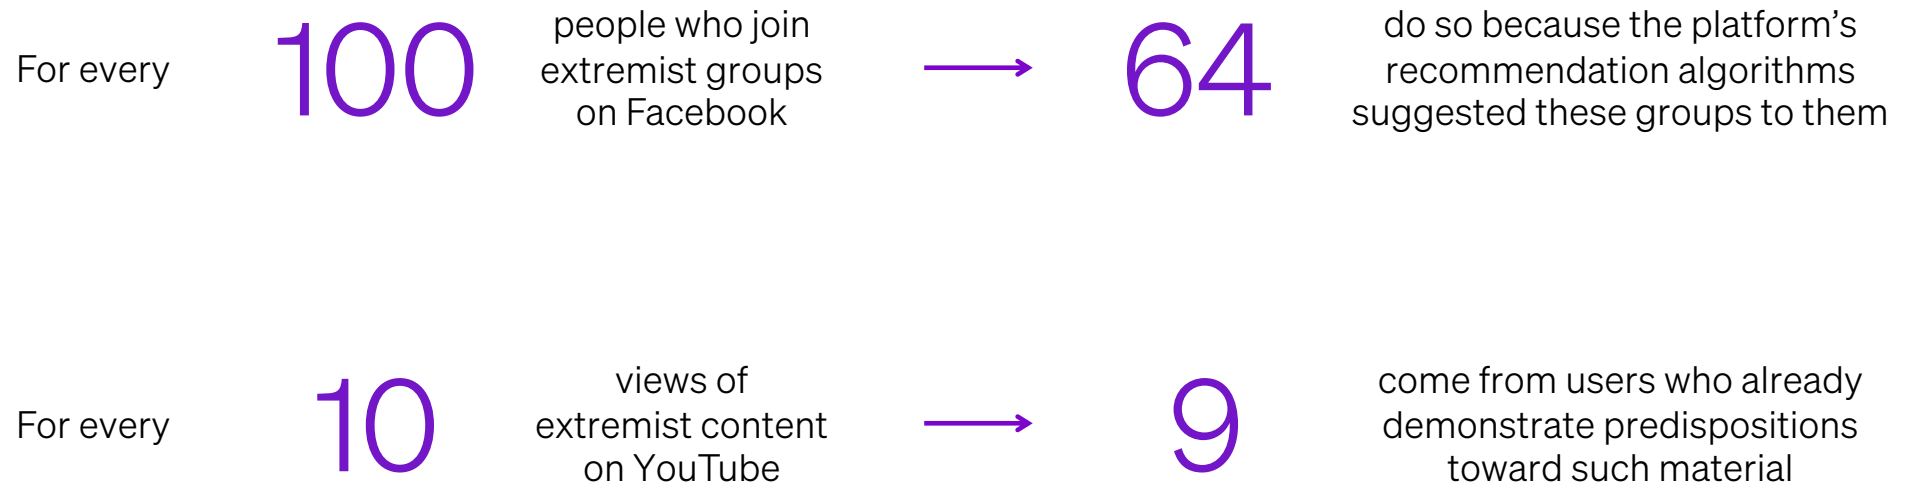 For every
100
people who join
extremist groups
on Facebook
64
do so because the platform’s
recommendation algorithms
suggested these groups to them
For every
10
views of
extremist content
on YouTube
9
come from users who already
demonstrate predispositions
toward such material